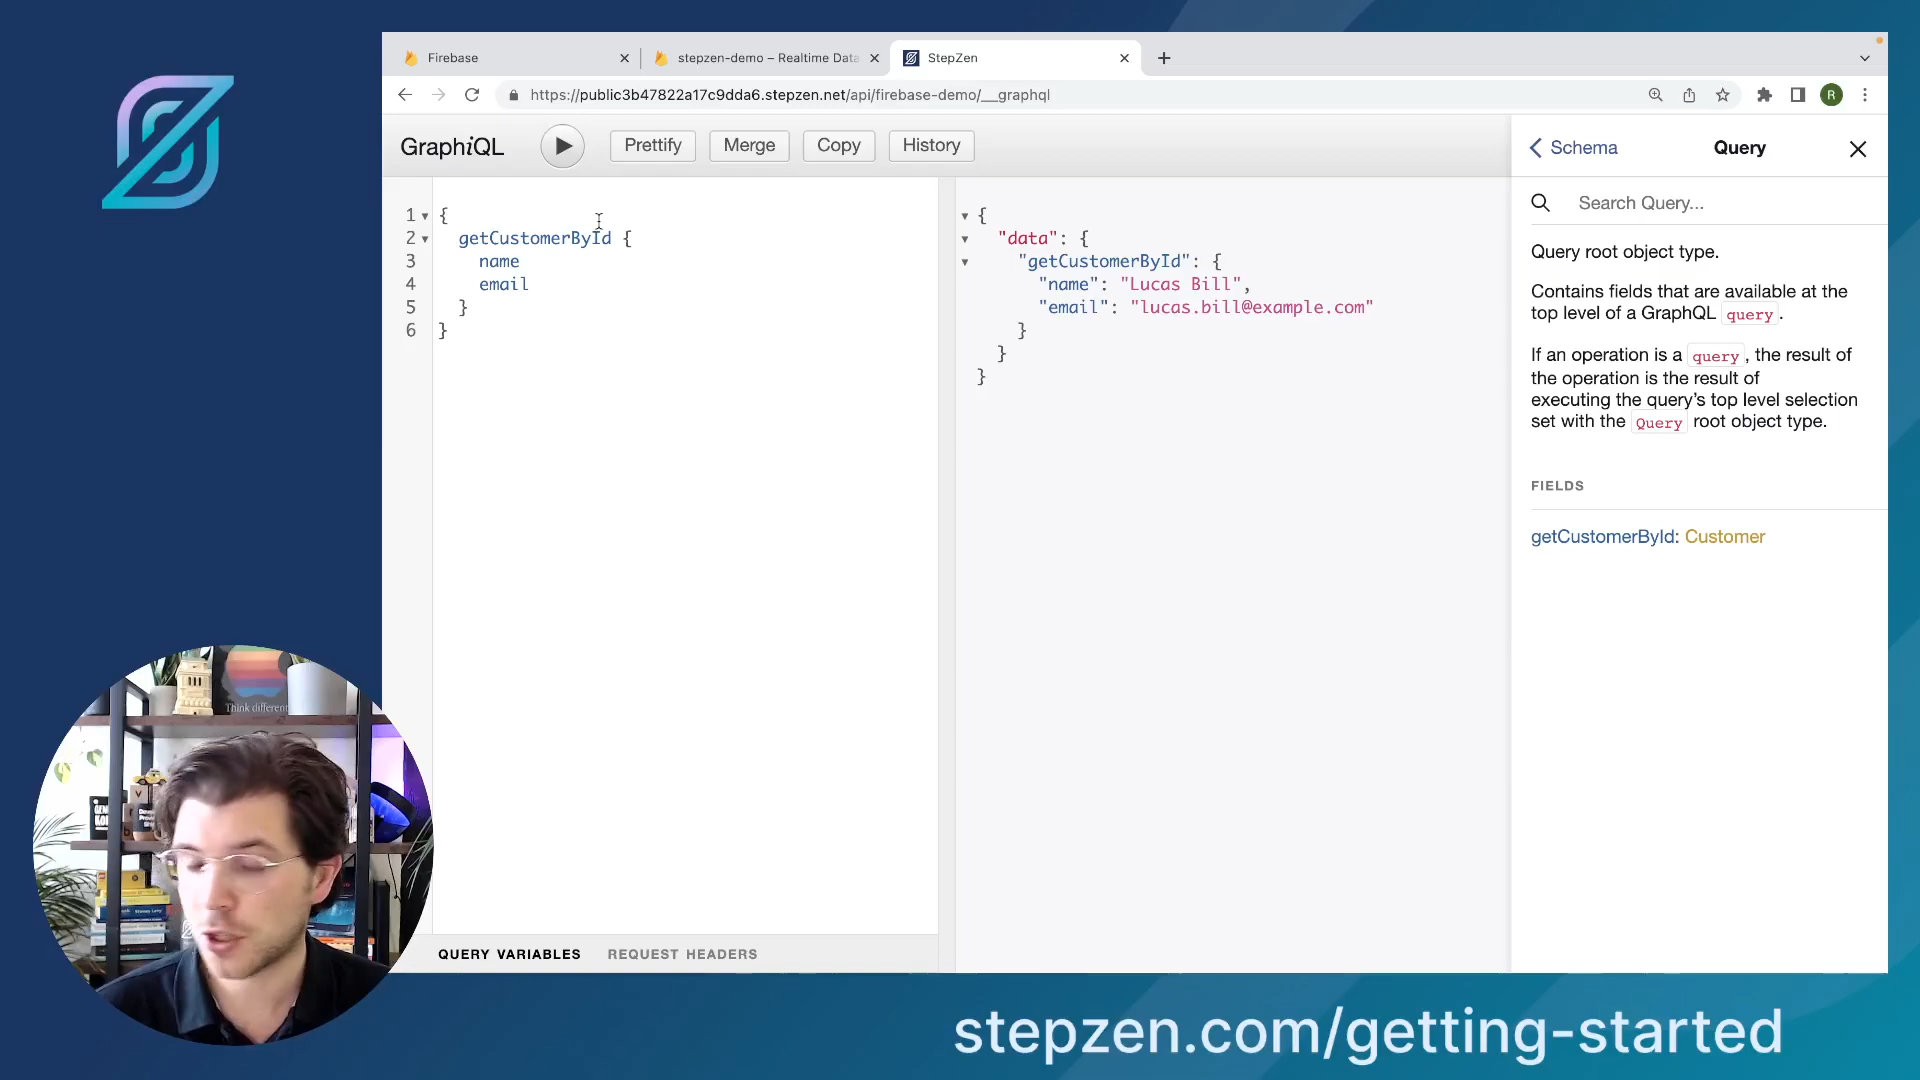 Firebase
stepzen-demo – Realtime Data
StepZen
https://public3b47822a17c9dda6.stepzen.net/api/firebase-demo/__graphql
R
GraphiQL
Prettify
Merge
Copy
History
1 {
2 getCustomerById {
3 name
4 email
5 }
6 }
QUERY VARIABLES
REQUEST HEADERS
{
"data": {
"getCustomerById": {
"name": "Lucas Bill",
"email": "lucas.bill@example.com"
}
}
}
Schema
Query
Search Query...
Query root object type.
Contains fields that are available at the
top level of a GraphQL query.
If an operation is a query, the result of
the operation is the result of
executing the query's top level selection
set with the Query root object type.
FIELDS
getCustomerById: Customer
Think different
stepzen.com/getting-started